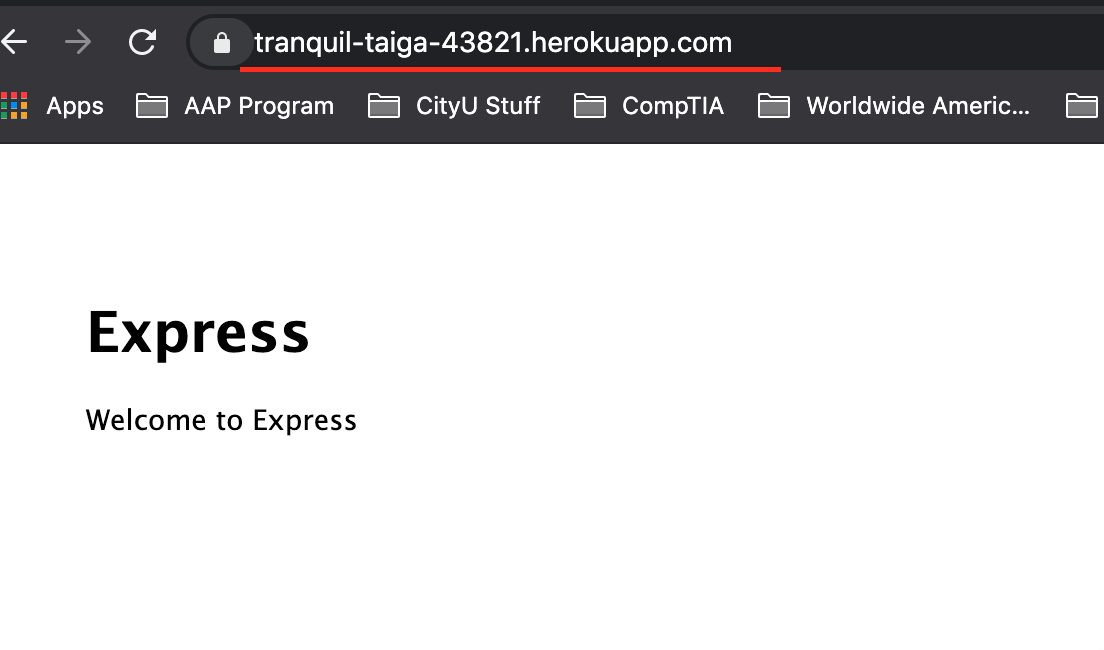 tranquil-taiga-43821.herokuapp.com
Apps AAP Program CityU Stuff CompTIA Worldwide Americ...
Express
Welcome to Express